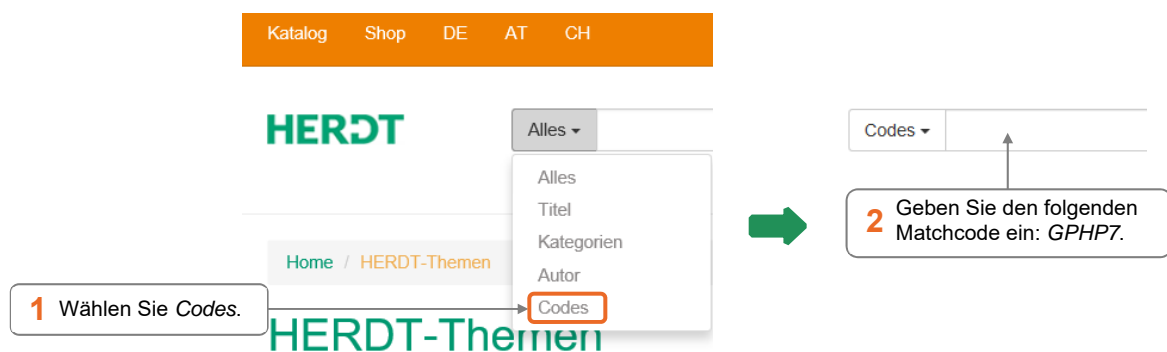 Katalog Shop DE AT CH
HERDT
Alles
Alles
Titel
Kategorien
Autor
Codes
Home / HERDT-Themen
1 Wählen Sie Codes.
HERDT-Themen
Codes
2 Geben Sie den folgenden
Matchcode ein: GPHP7.